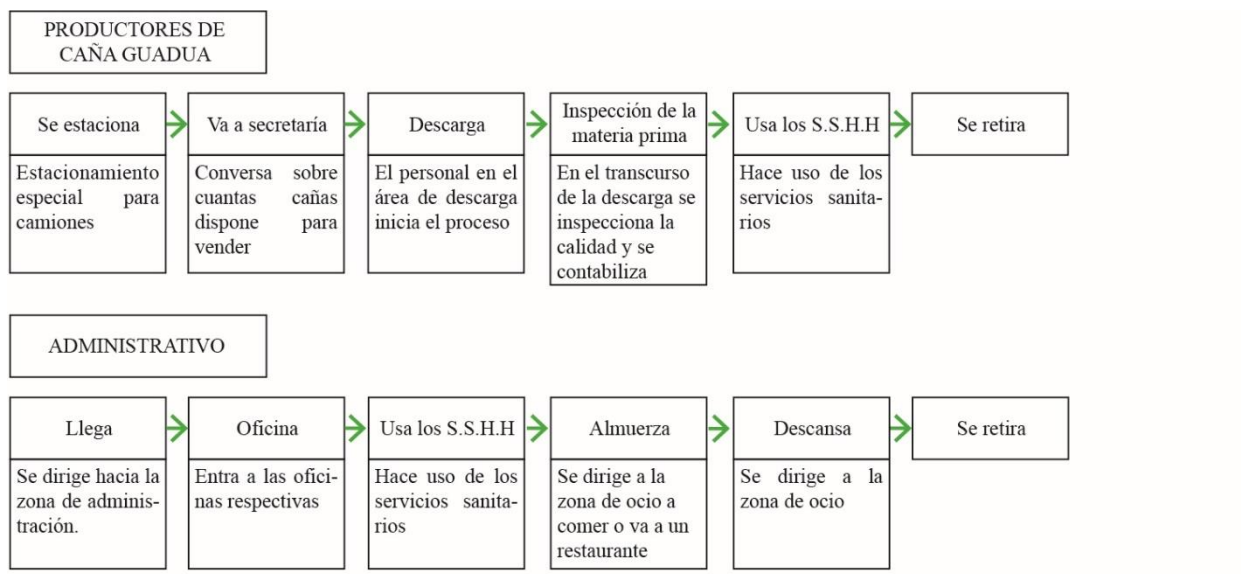 PRODUCTORES DE
CAÑA GUADUA
Se estaciona
Estacionamiento
especial para
camiones
Va a secretaría
Conversa sobre
cuantas cañas
dispone para
vender
Descarga
El personal en el
área de descarga
inicia el proceso
Inspección de la
materia prima
En el transcurso
de la descarga se
inspecciona la
calidad y se
contabiliza
Usa los S.S.H.H
Hace uso de los
servicios sanita-
rios
Se retira
ADMINISTRATIVO
Llega
Se dirige hacia la
zona de adminis-
tración.
Oficina
Entra a las ofici-
nas respectivas
Usa los S.S.H.H
Hace uso de los
servicios sanita-
rios
Almuerza
Se dirige a la
zona de ocio a
comer o va a un
restaurante
Descansa
Se dirige a la
zona de ocio
Se retira